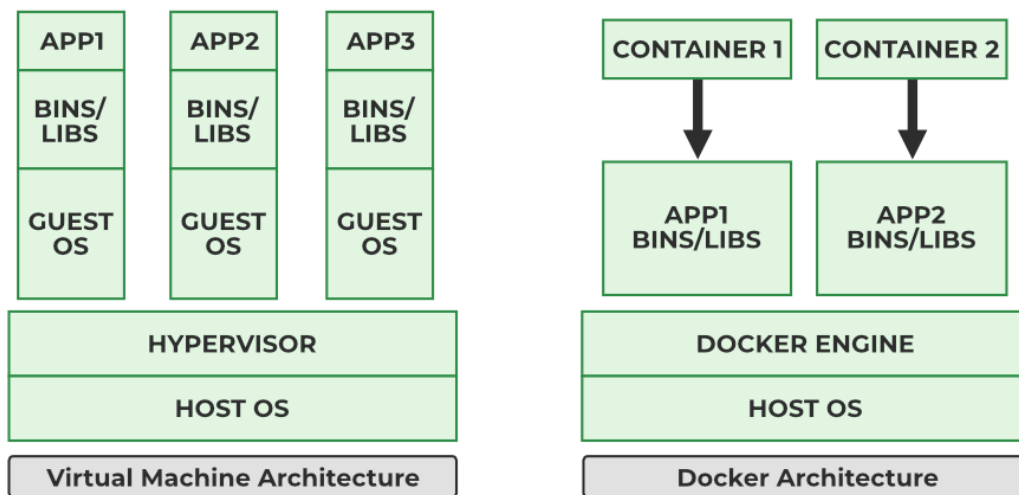 APP1
BINS/
LIBS
GUEST
OS
APP2
BINS/
LIBS
GUEST
OS
APP3
BINS/
LIBS
GUEST
OS
HYPERVISOR
HOST OS
Virtual Machine Architecture
CONTAINER 1
APP1
BINS/LIBS
CONTAINER 2
APP2
BINS/LIBS
DOCKER ENGINE
HOST OS
Docker Architecture